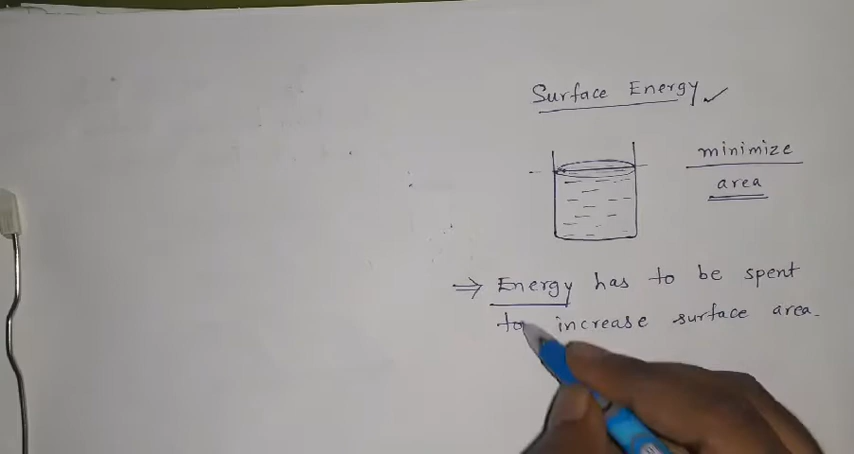 Surface Energy
minimize
area
⇒ Energy has to be spent
to increase surface area.